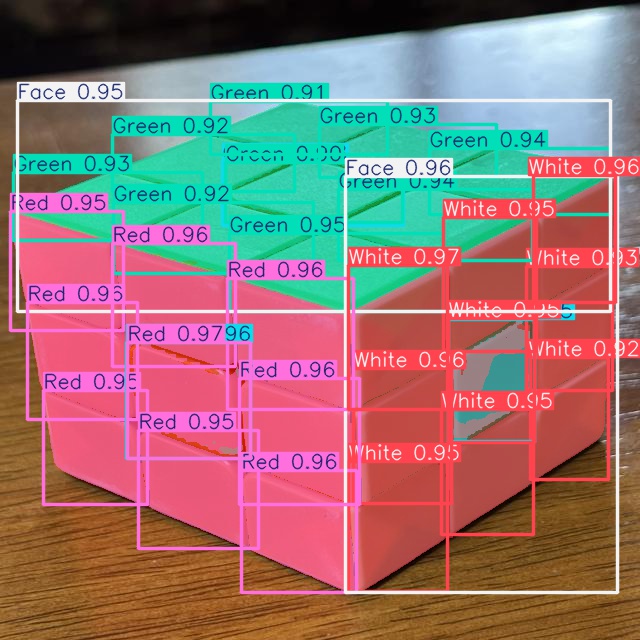 Face 0.95
Green 0.91
Green 0.93
Green 0.92
Green 0.94
Green 0.90
Green 0.93
Face 0.96
White 0.96
Green 0.94
Green 0.92
Red 0.95
White 0.95
Green 0.95
Red 0.96
White 0.97
White 0.93
Red 0.96
Red 0.96
White 0.95
Red 0.97
96
White 0.92
White 0.96
Red 0.96
Red 0.95
White 0.95
Red 0.95
White 0.95
Red 0.96